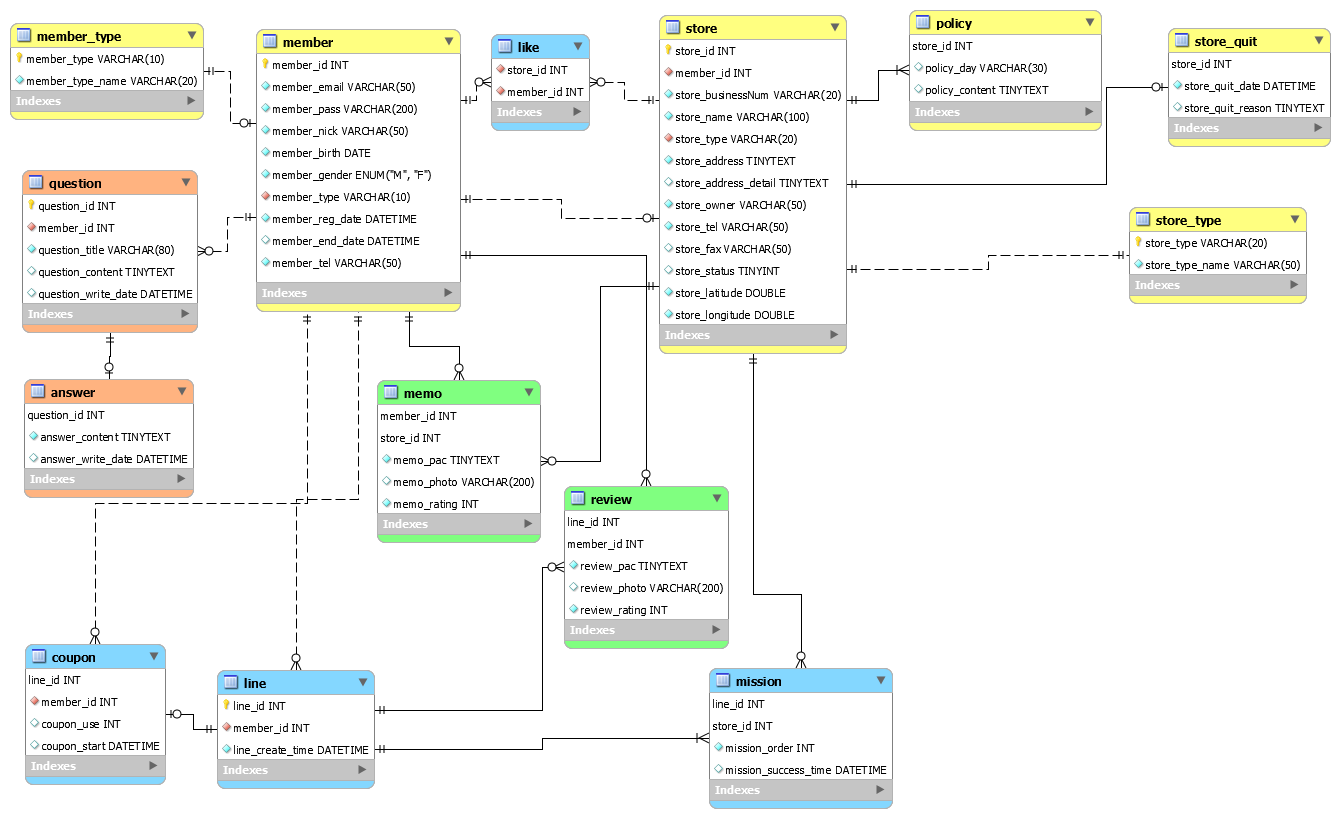 member_type
member_type VARCHAR(10)
member_type_name VARCHAR(20)
Indexes
member
member_id INT
member_email VARCHAR(50)
member_pass VARCHAR(200)
member_nick VARCHAR(50)
member_birth DATE
member_gender ENUM("M", "F")
member_type VARCHAR(10)
member_reg_date DATETIME
member_end_date DATETIME
member_tel VARCHAR(50)
Indexes
like
store_id INT
member_id INT
Indexes
store
store_id INT
member_id INT
store_businessNum VARCHAR(20)
store_name VARCHAR(100)
store_type VARCHAR(20)
store_address TINYTEXT
store_address_detail TINYTEXT
store_owner VARCHAR(50)
store_tel VARCHAR(50)
store_fax VARCHAR(50)
store_status TINYINT
store_latitude DOUBLE
store_longitude DOUBLE
Indexes
policy
store_id INT
policy_day VARCHAR(30)
policy_content TINYTEXT
Indexes
store_quit
store_id INT
store_quit_date DATETIME
store_quit_reason TINYTEXT
Indexes
question
question_id INT
member_id INT
question_title VARCHAR(80)
question_content TINYTEXT
question_write_date DATETIME
Indexes
store_type
store_type VARCHAR(20)
store_type_name VARCHAR(50)
Indexes
answer
question_id INT
answer_content TINYTEXT
answer_write_date DATETIME
Indexes
memo
member_id INT
store_id INT
memo_pac TINYTEXT
memo_photo VARCHAR(200)
memo_rating INT
Indexes
review
line_id INT
member_id INT
review_pac TINYTEXT
review_photo VARCHAR(200)
review_rating INT
Indexes
coupon
line_id INT
member_id INT
coupon_use INT
coupon_start DATETIME
Indexes
line
line_id INT
member_id INT
line_create_time DATETIME
Indexes
mission
line_id INT
store_id INT
mission_order INT
mission_success_time DATETIME
Indexes